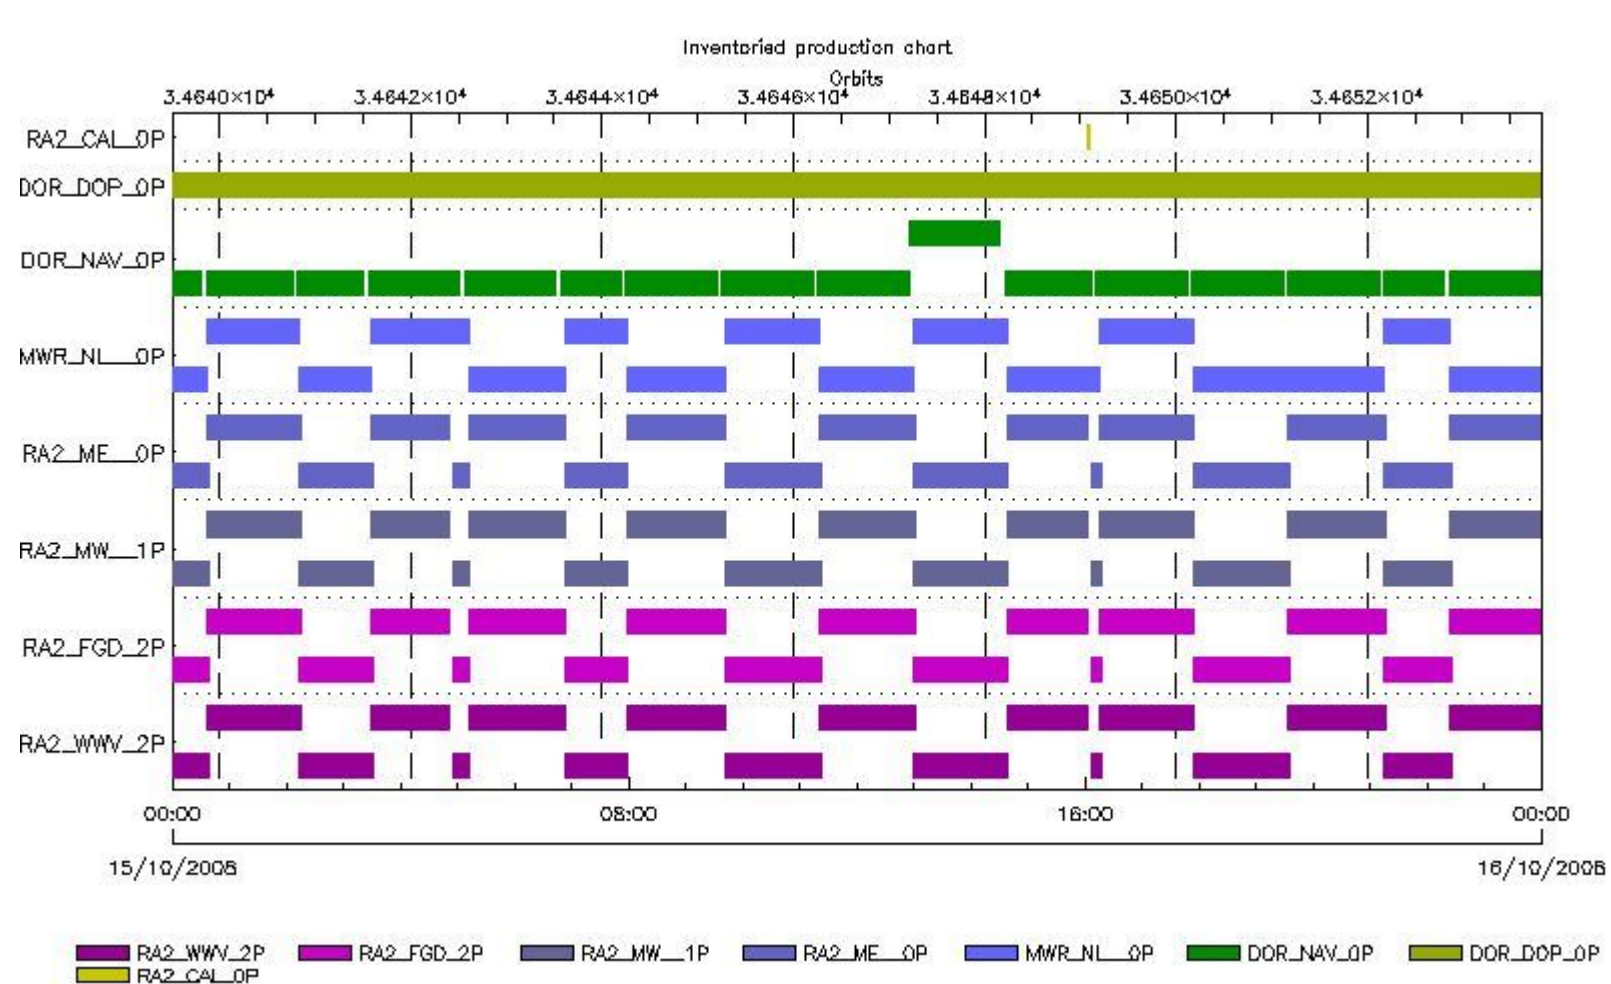 Inventoried production chart
Orbits
3.4640×10⁴ 3.4642×10⁴ 3.4644×10⁴ 3.4646×10⁴ 3.4648×10⁴ 3.4650×10⁴ 3.4652×10⁴
RA2_CAL_0P
DOR_DOP_0P
DOR_NAV_0P
MWR_NL__0P
RA2_ME__0P
RA2_MW__1P
RA2_FGD_2P
RA2_WWV_2P
00:00 08:00 16:00 00:00
15/10/2008 16/10/2008
RA2_WWV_2P RA2_FGD_2P RA2_MW__1P RA2_ME__0P MWR_NL__0P DOR_NAV_0P DOR_DOP_0P
RA2_CAL_0P